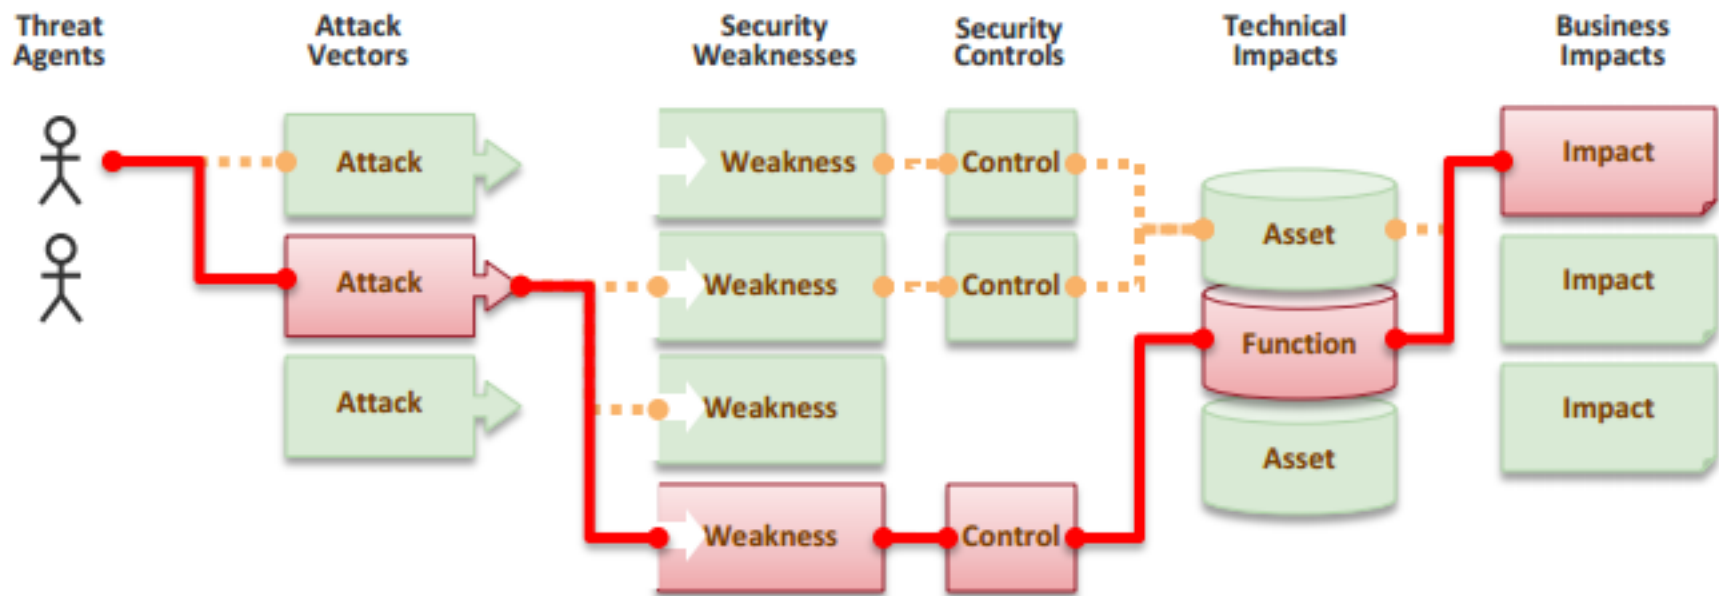 Threat
Agents
Attack
Vectors
Security
Weaknesses
Security
Controls
Technical
Impacts
Business
Impacts
Attack
Weakness
Control
Impact
Asset
Attack
Weakness
Control
Impact
Function
Attack
Weakness
Impact
Asset
Weakness
Control